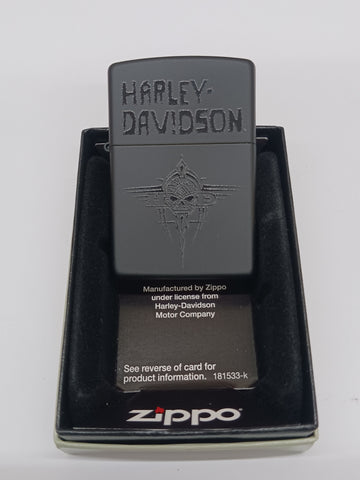 HARLEY-
DAVIDSON
Manufactured by Zippo
under license from
Harley-Davidson
Motor Company
See reverse of card for
product information. 181533-k
zippo